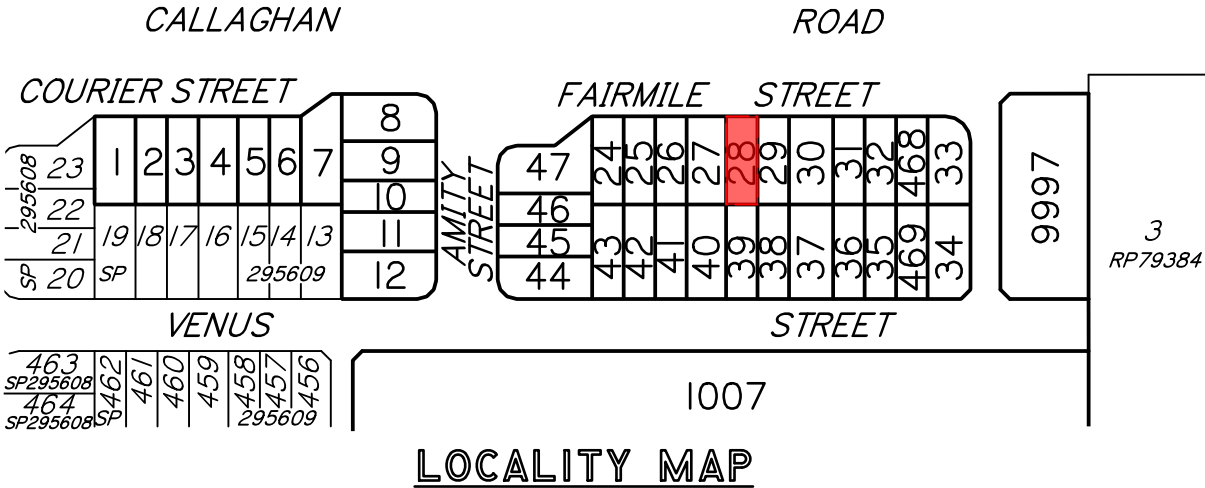 CALLAGHAN ROAD
COURIER STREET
FAIRMILE STREET
295608
SP
23
22
21
20
1 2 3 4 5 6 7
8
9
10
11
12
19 18 17 16 15 14 13
SP 295609
AMITY
STREET
47
46
45
44
24 25 26 27 28 29 30 31 32 468 33
43 42 41 40 39 38 37 36 35 469 34
9997
3
RP79384
VENUS STREET
463
SP295608
464
SP295608
462 461 460 459 458 457 456
SP 295609
1007
LOCALITY MAP